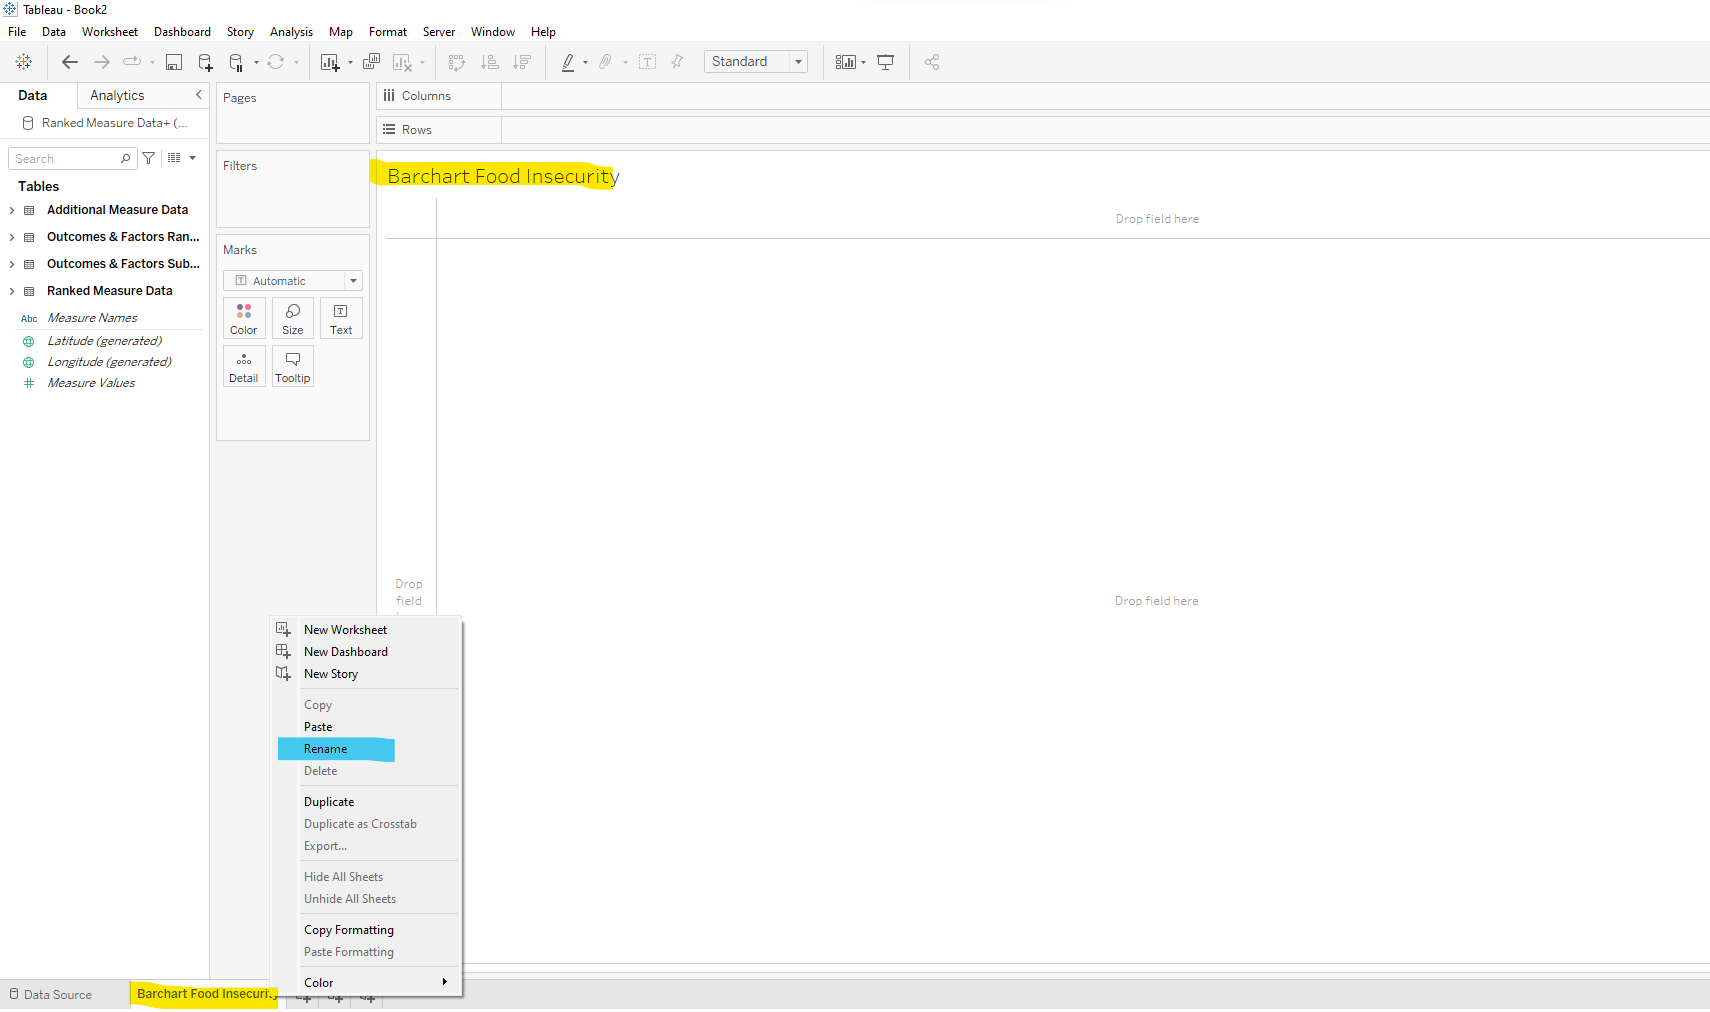 Tableau - Book2
File Data Worksheet Dashboard Story Analysis Map Format Server Window Help
Standard
Data Analytics
Ranked Measure Data+ (...
Search
Tables
Additional Measure Data
Outcomes & Factors Ran...
Outcomes & Factors Sub...
Ranked Measure Data
Abc Measure Names
Latitude (generated)
Longitude (generated)
Measure Values
Pages
Filters
Marks
Automatic
Color Size Text
Detail Tooltip
Columns
Rows
Barchart Food Insecurity
Drop field here
Drop
field
Drop field here
New Worksheet
New Dashboard
New Story
Copy
Paste
Rename
Delete
Duplicate
Duplicate as Crosstab
Export...
Hide All Sheets
Unhide All Sheets
Copy Formatting
Paste Formatting
Color
Data Source Barchart Food Insecurity